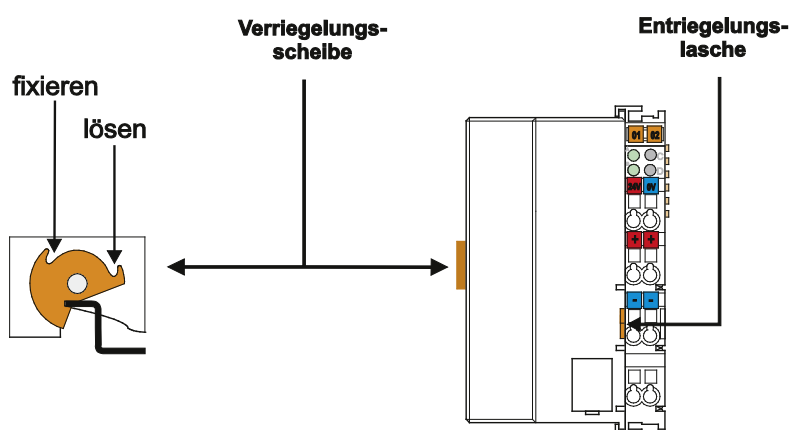 Verriegelungs-
scheibe
Entriegelungs-
lasche
fixieren
lösen
01 02
C
D
24V 0V
+ +
- -